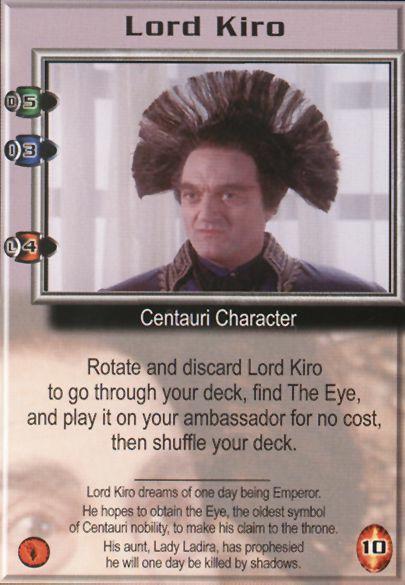 Lord Kiro
D 5
I 3
L 4
Centauri Character
Rotate and discard Lord Kiro
to go through your deck, find The Eye,
and play it on your ambassador for no cost,
then shuffle your deck.
Lord Kiro dreams of one day being Emperor.
He hopes to obtain the Eye, the oldest symbol
of Centauri nobility, to make his claim to the throne.
His aunt, Lady Ladira, has prophesied
he will one day be killed by shadows.
10